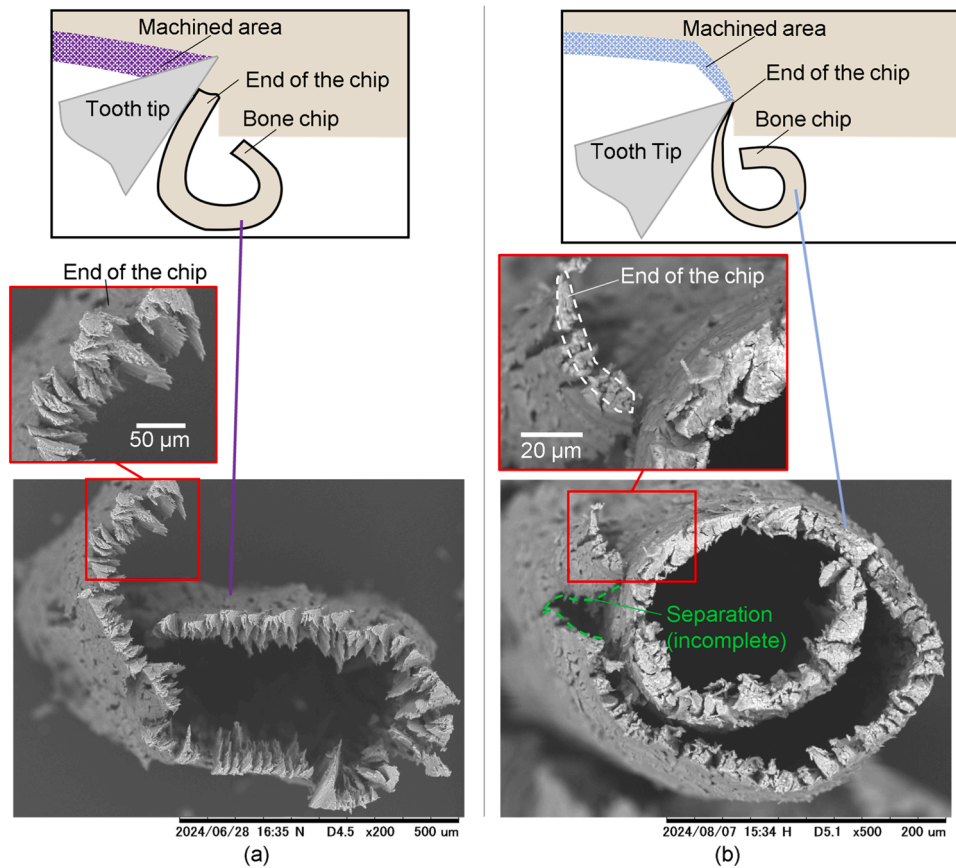 Machined area
End of the chip
Tooth tip
Bone chip
End of the chip
50 µm
2024/06/28 16:35 N D4.5 x200 500 um
(a)
Machined area
End of the chip
Bone chip
Tooth Tip
End of the chip
20 µm
Separation
(incomplete)
2024/08/07 15:34 H D5.1 x500 200 um
(b)